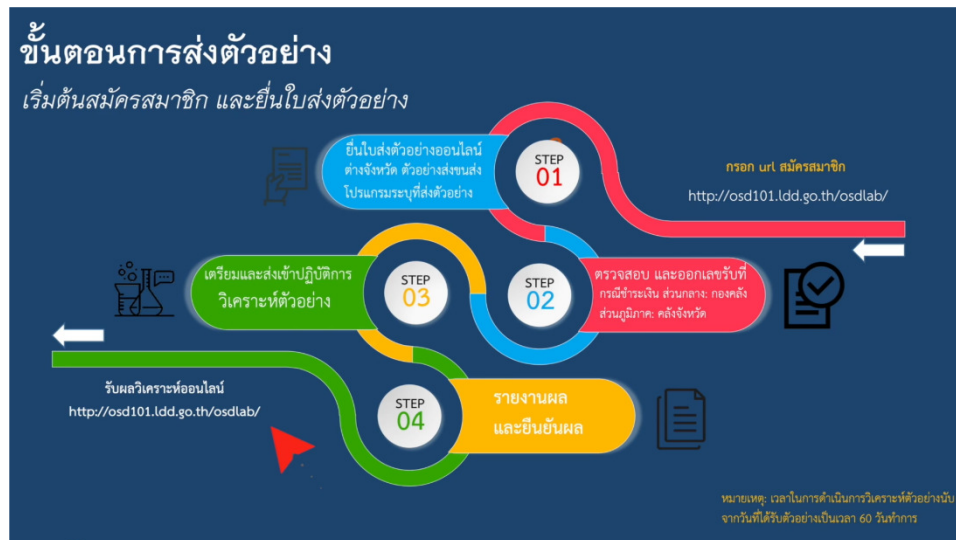 ขั้นตอนการส่งตัวอย่าง
เริ่มต้นสมัครสมาชิก และยื่นใบส่งตัวอย่าง
กรอก url สมัครสมาชิก
http://osd101.ldd.go.th/osdlab/
STEP
01
ยื่นใบส่งตัวอย่างออนไลน์
ต่างจังหวัด ตัวอย่างส่งขนส่ง
โปรแกรมระบุที่ส่งตัวอย่าง
STEP
02
ตรวจสอบ และออกเลขรับที่
กรณีชำระเงิน ส่วนกลาง: กองคลัง
ส่วนภูมิภาค: คลังจังหวัด
STEP
03
เตรียมและส่งเข้าปฏิบัติการ
วิเคราะห์ตัวอย่าง
STEP
04
รายงานผล
และยืนยันผล
รับผลวิเคราะห์ออนไลน์
http://osd101.ldd.go.th/osdlab/
หมายเหตุ: เวลาในการดำเนินการวิเคราะห์ตัวอย่างนับ
จากวันที่ได้รับตัวอย่างเป็นเวลา 60 วันทำการ